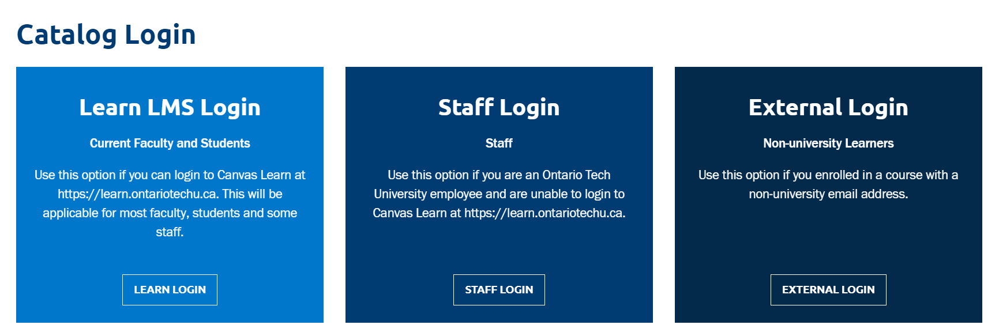 Catalog Login
Learn LMS Login
Current Faculty and Students
Use this option if you can login to Canvas Learn at
https://learn.ontariotechu.ca. This will be
applicable for most faculty, students and some
staff.
LEARN LOGIN
Staff Login
Staff
Use this option if you are an Ontario Tech
University employee and are unable to login to
Canvas Learn at https://learn.ontariotechu.ca.
STAFF LOGIN
External Login
Non-university Learners
Use this option if you enrolled in a course with a
non-university email address.
EXTERNAL LOGIN